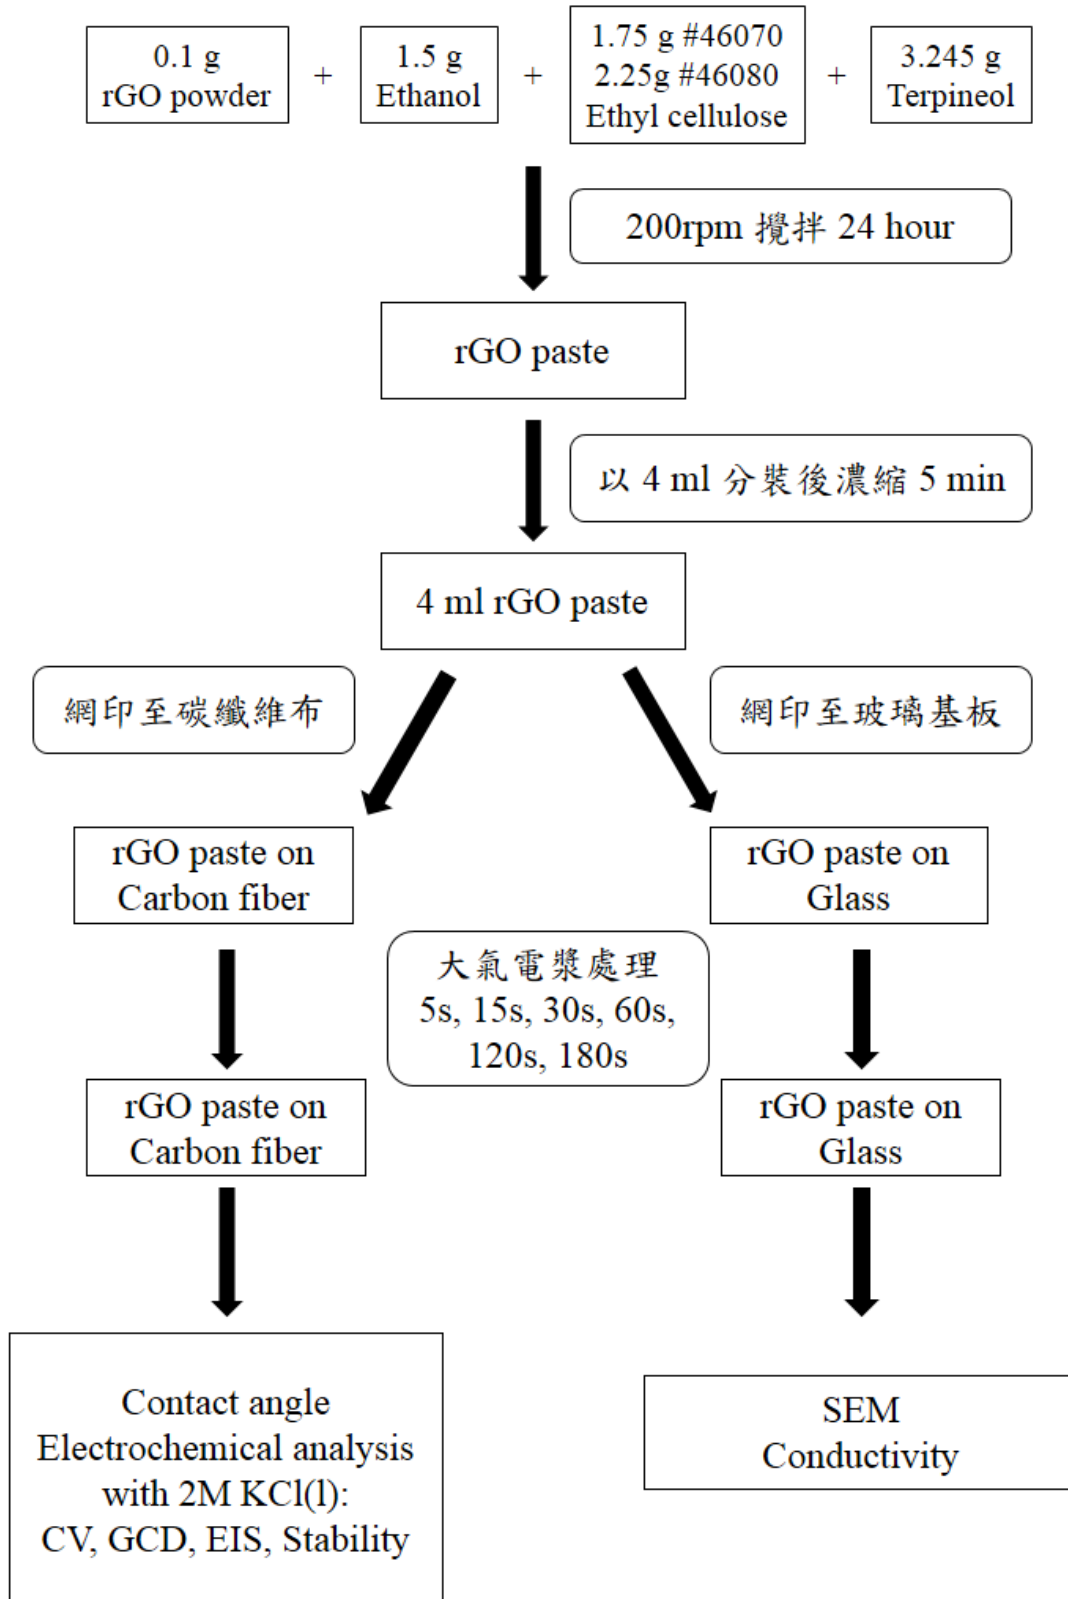 0.1 g
rGO powder
+
1.5 g
Ethanol
+
1.75 g #46070
2.25g #46080
Ethyl cellulose
+
3.245 g
Terpineol
200rpm 攪拌 24 hour
rGO paste
以 4 ml 分裝後濃縮 5 min
4 ml rGO paste
網印至碳纖維布
網印至玻璃基板
rGO paste on
Carbon fiber
rGO paste on
Glass
大氣電漿處理
5s, 15s, 30s, 60s,
120s, 180s
rGO paste on
Carbon fiber
rGO paste on
Glass
Contact angle
Electrochemical analysis
with 2M KCl(l):
CV, GCD, EIS, Stability
SEM
Conductivity